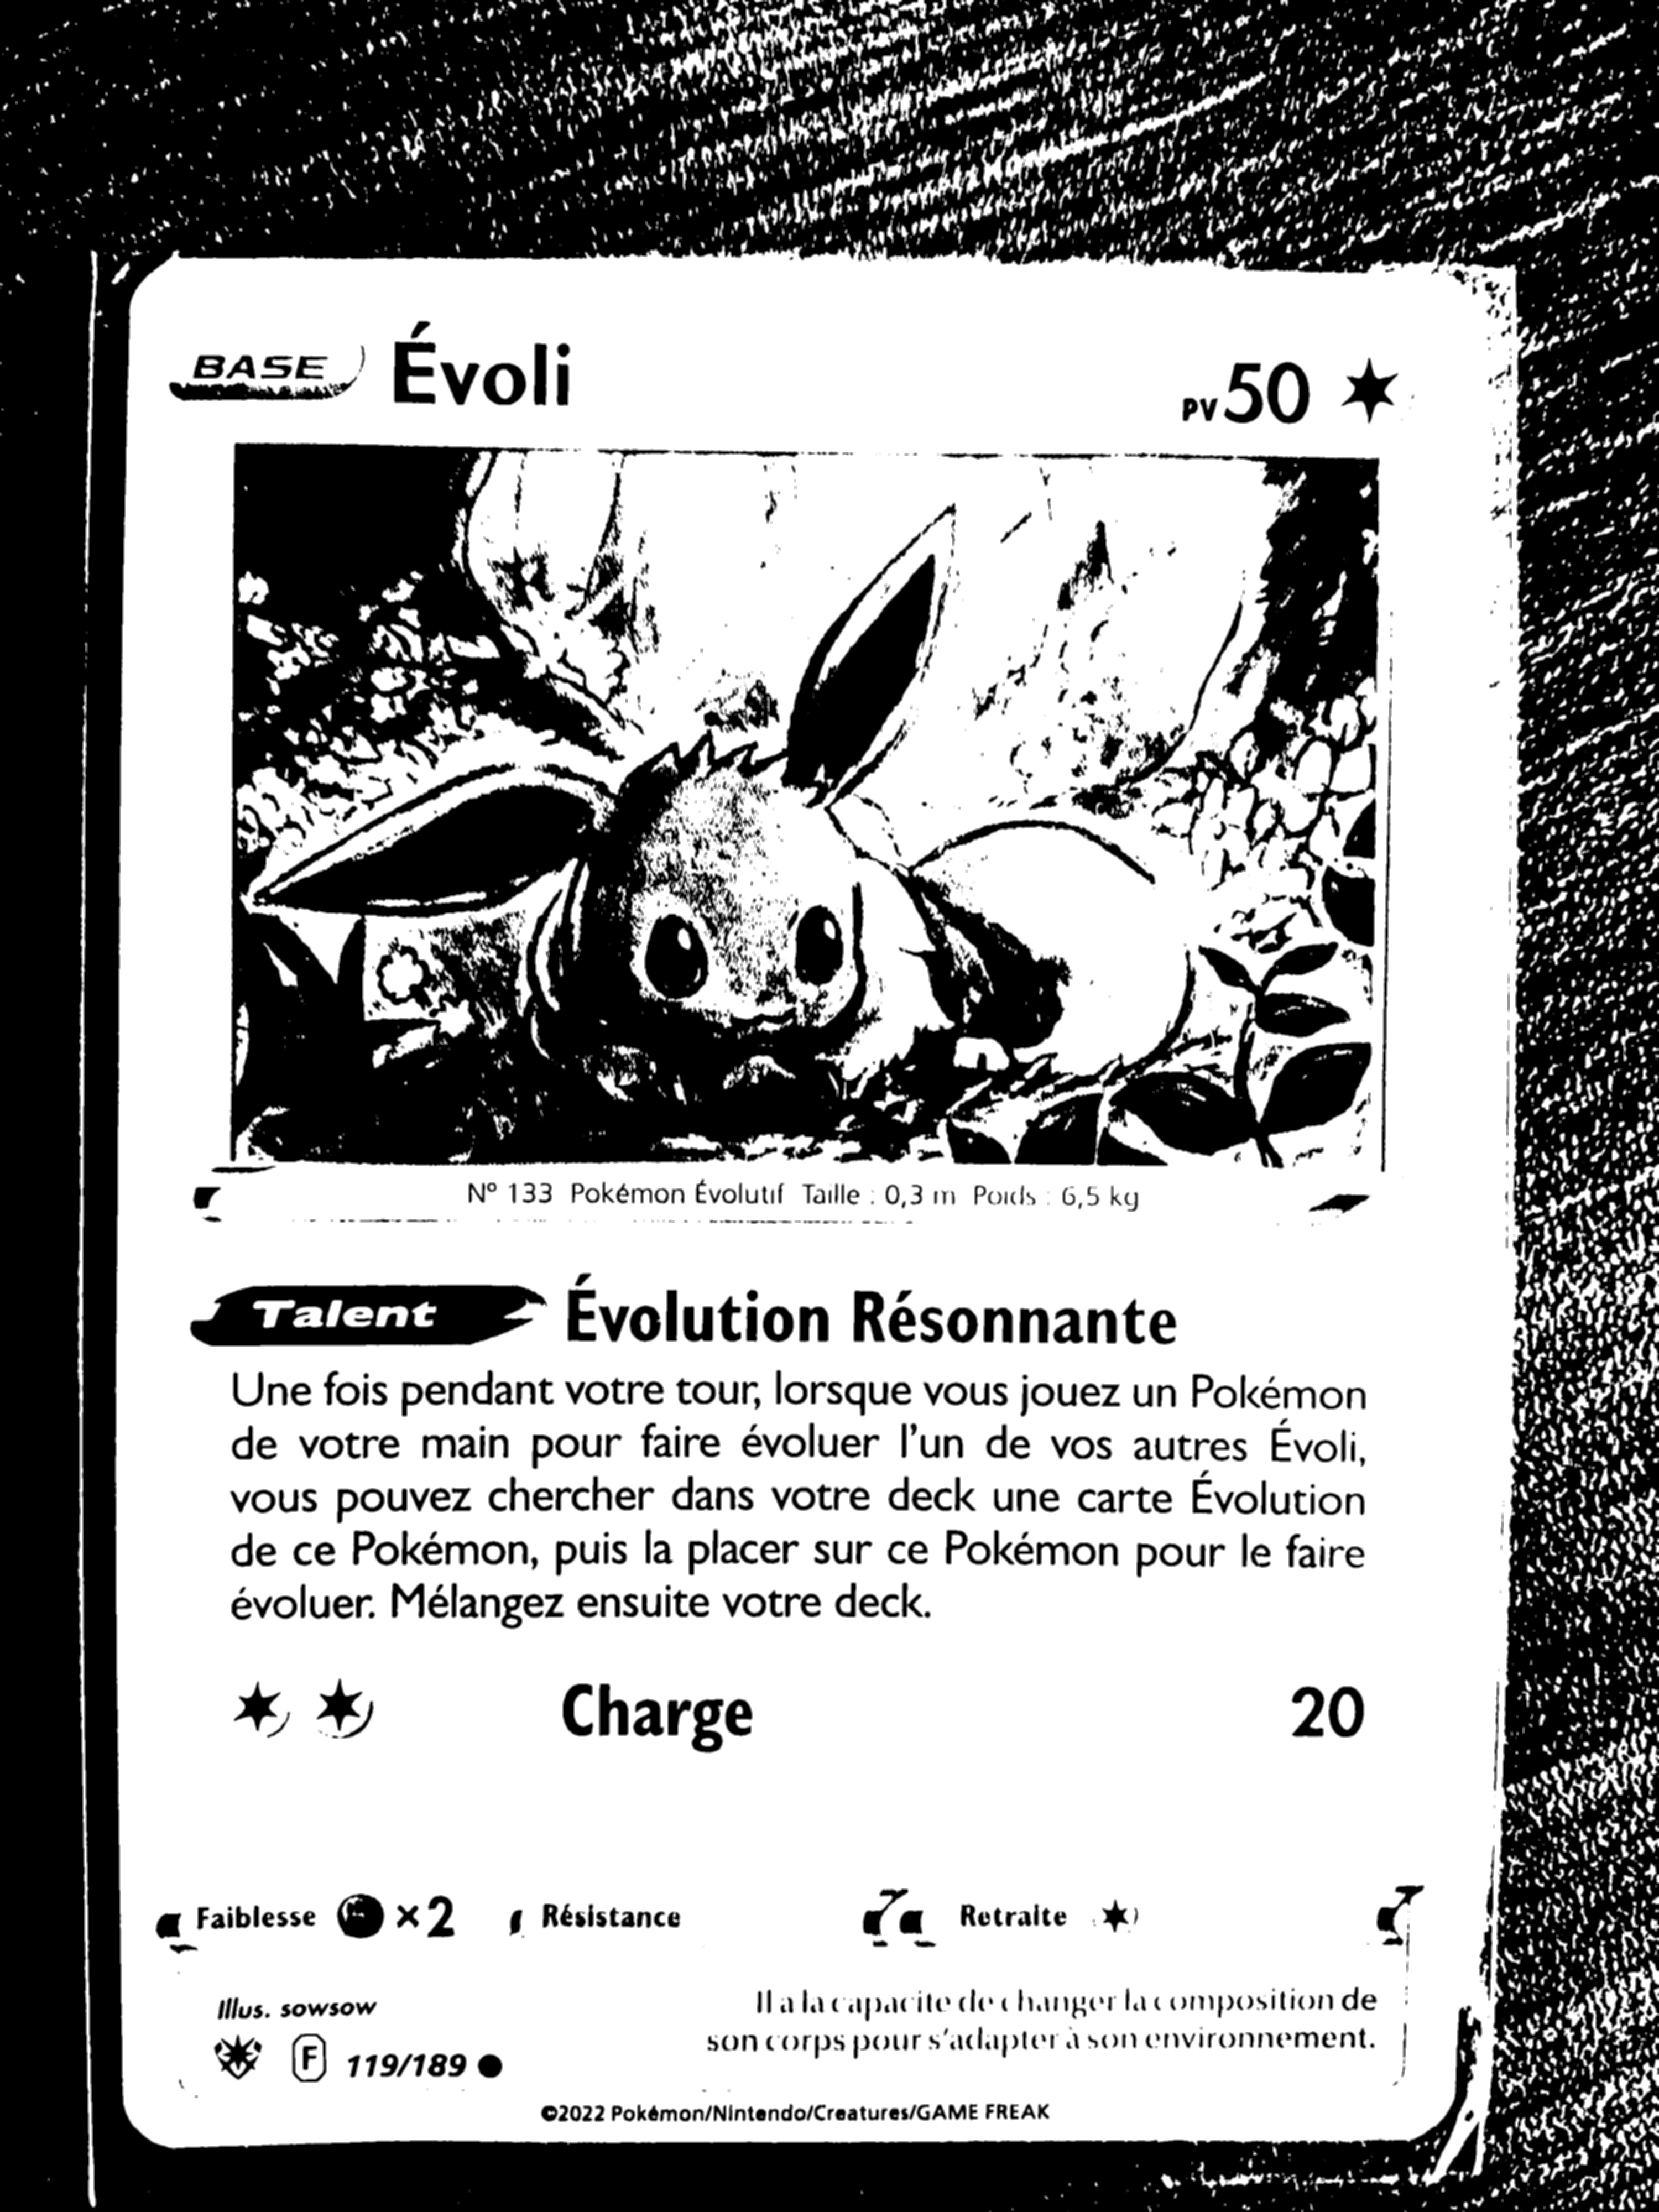 BASE Évoli PV 50
N° 133 Pokémon Évolutif Taille : 0,3 m Poids : 6,5 kg
Talent Évolution Résonnante
Une fois pendant votre tour, lorsque vous jouez un Pokémon
de votre main pour faire évoluer l'un de vos autres Évoli,
vous pouvez chercher dans votre deck une carte Évolution
de ce Pokémon, puis la placer sur ce Pokémon pour le faire
évoluer. Mélangez ensuite votre deck.
Charge 20
Faiblesse ×2 Résistance Retraite
Illus. sowsow
F 119/189
Il a la capacite de changer la composition de
son corps pour s'adapter à son environnement.
©2022 Pokémon/Nintendo/Creatures/GAME FREAK